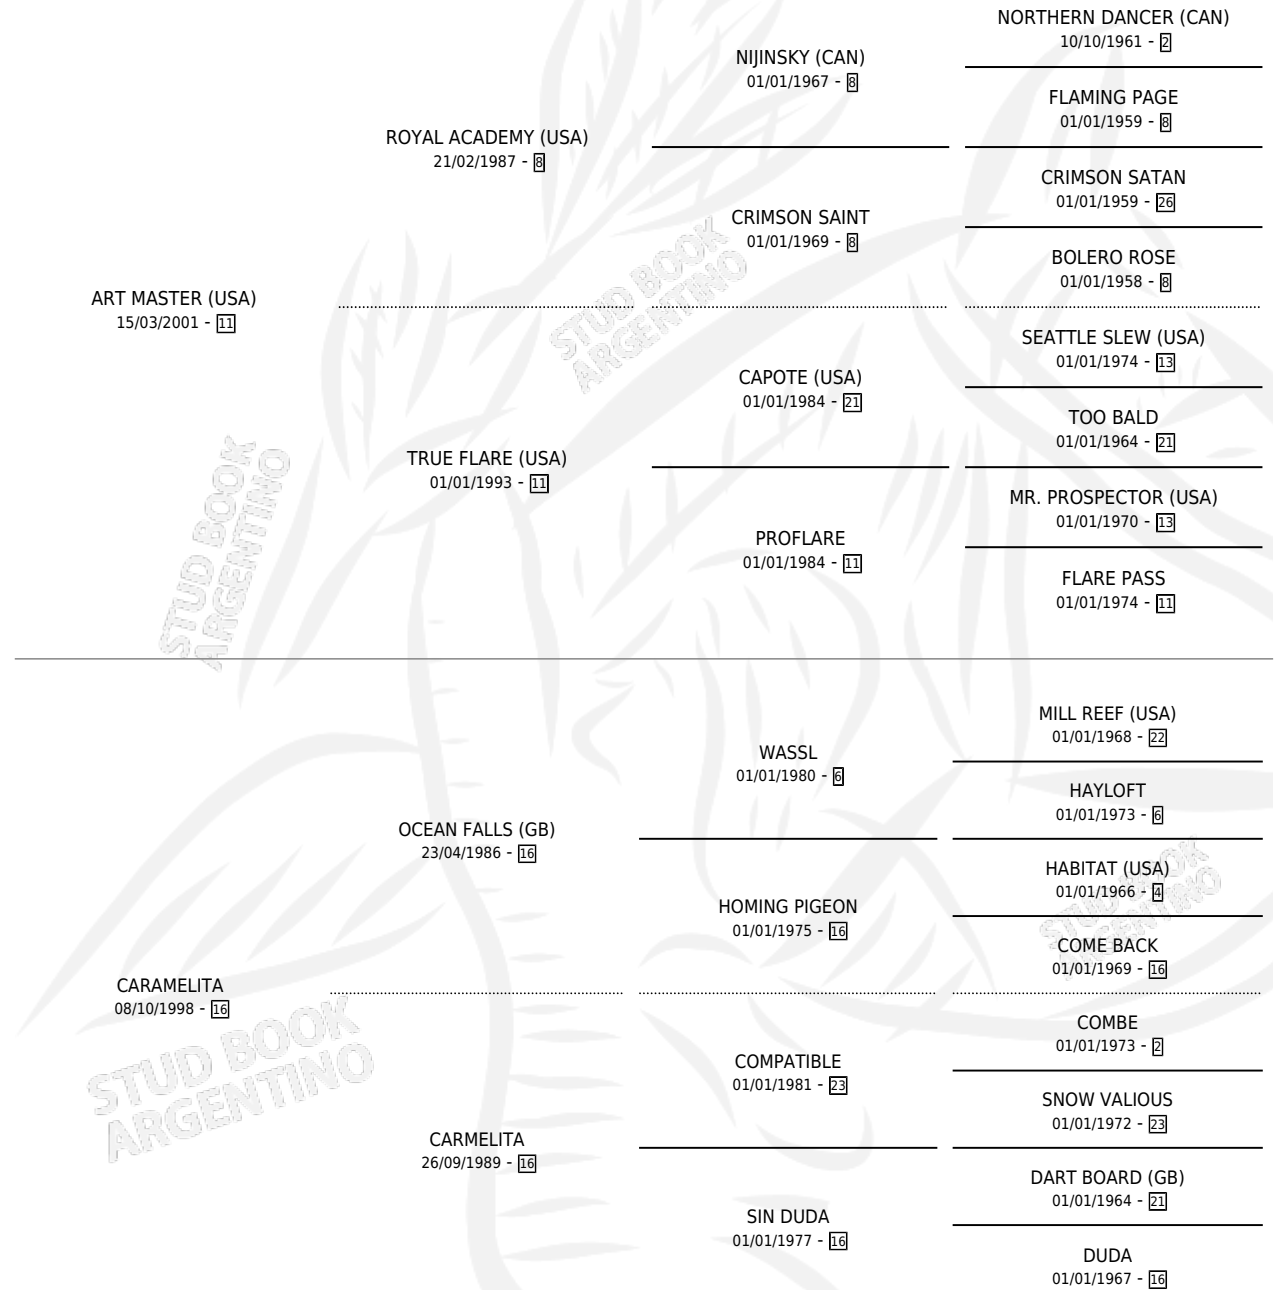 NORTHERN DANCER (CAN)
10/10/1961 - 2
NIJINSKY (CAN)
01/01/1967 - 8
FLAMING PAGE
01/01/1959 - 8
ROYAL ACADEMY (USA)
21/02/1987 - 8
CRIMSON SATAN
01/01/1959 - 26
CRIMSON SAINT
01/01/1969 - 8
BOLERO ROSE
01/01/1958 - 8
ART MASTER (USA)
15/03/2001 - 11
SEATTLE SLEW (USA)
01/01/1974 - 13
CAPOTE (USA)
01/01/1984 - 21
TOO BALD
01/01/1964 - 21
TRUE FLARE (USA)
01/01/1993 - 11
MR. PROSPECTOR (USA)
01/01/1970 - 13
PROFLARE
01/01/1984 - 11
FLARE PASS
01/01/1974 - 11
MILL REEF (USA)
01/01/1968 - 22
WASSL
01/01/1980 - 6
HAYLOFT
01/01/1973 - 6
OCEAN FALLS (GB)
23/04/1986 - 16
HABITAT (USA)
01/01/1966 - 4
HOMING PIGEON
01/01/1975 - 16
COME BACK
01/01/1969 - 16
CARAMELITA
08/10/1998 - 16
COMBE
01/01/1973 - 2
COMPATIBLE
01/01/1981 - 23
SNOW VALIOUS
01/01/1972 - 23
CARMELITA
26/09/1989 - 16
DART BOARD (GB)
01/01/1964 - 21
SIN DUDA
01/01/1977 - 16
DUDA
01/01/1967 - 16
STUD BOOK
ARGENTINO
STUD BOOK
ARGENTINO
STUD BOOK
ARGENTINO
STUD BOOK
ARGENTINO